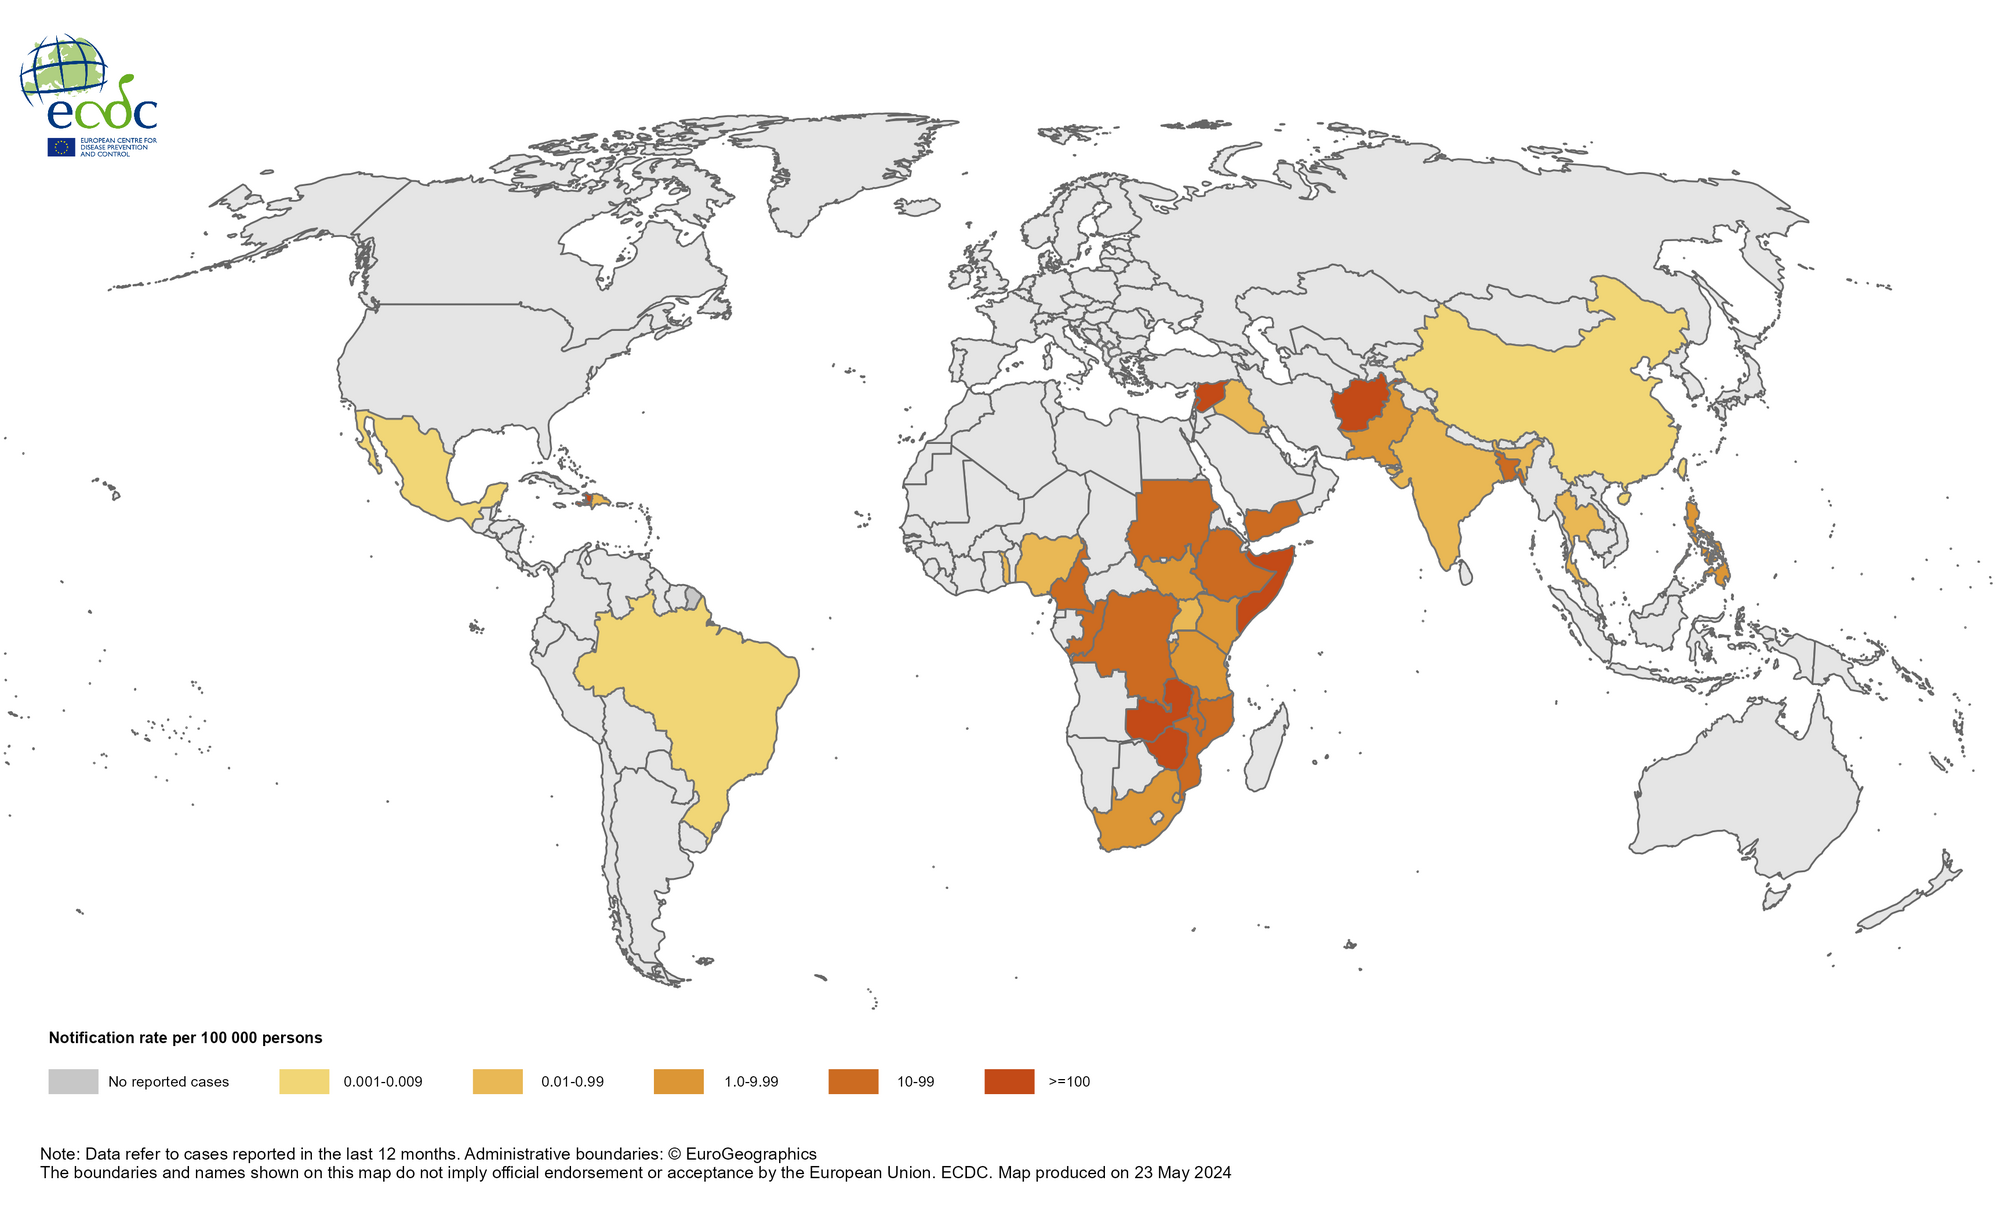 ecdc
EUROPEAN CENTRE FOR
DISEASE PREVENTION
AND CONTROL
Notification rate per 100 000 persons
No reported cases
0.001-0.009
0.01-0.99
1.0-9.99
10-99
>=100
Note: Data refer to cases reported in the last 12 months. Administrative boundaries: © EuroGeographics
The boundaries and names shown on this map do not imply official endorsement or acceptance by the European Union. ECDC. Map produced on 23 May 2024